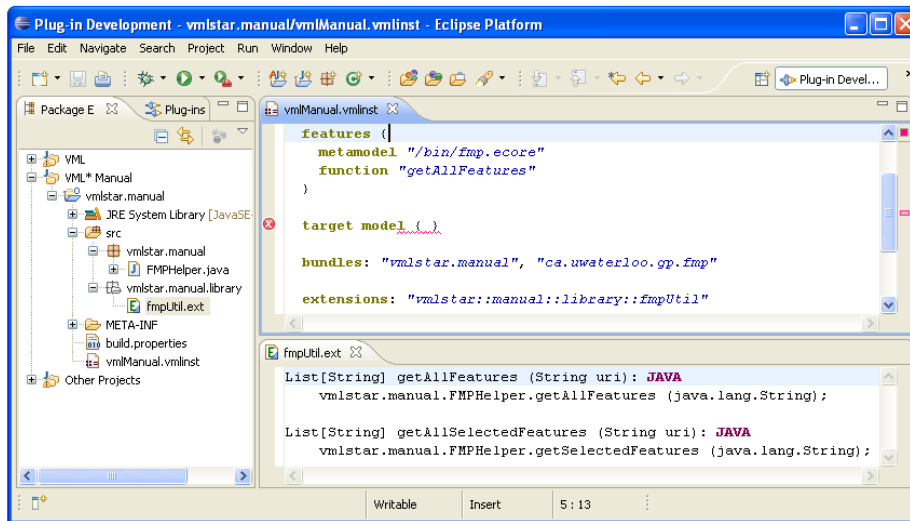 Plug-in Development - vmlstar.manual/vmlManual.vmlinst - Eclipse Platform
File Edit Navigate Search Project Run Window Help
Plug-in Devel...
Package E
Plug-ins
VML
VML* Manual
vmlstar.manual
JRE System Library [JavaSE-
src
vmlstar.manual
FMPHelper.java
vmlstar.manual.library
fmpUtil.ext
META-INF
build.properties
vmlManual.vmlinst
Other Projects
vmlManual.vmlinst
features {
metamodel "/bin/fmp.ecore"
function "getAllFeatures"
}
target model { }
bundles: "vmlstar.manual", "ca.uwaterloo.gp.fmp"
extensions: "vmlstar::manual::library::fmpUtil"
fmpUtil.ext
List[String] getAllFeatures (String uri): JAVA
vmlstar.manual.FMPHelper.getAllFeatures (java.lang.String);
List[String] getAllSelectedFeatures (String uri): JAVA
vmlstar.manual.FMPHelper.getSelectedFeatures (java.lang.String);
Writable Insert 5 : 13